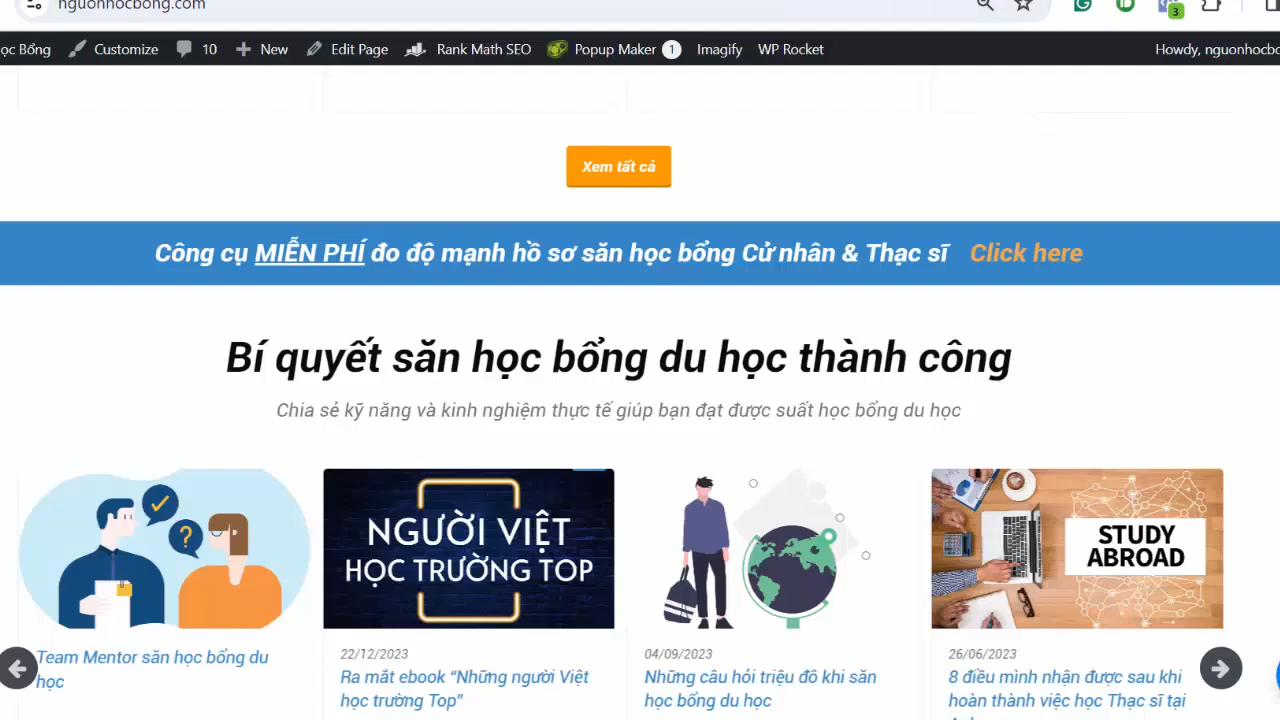 nguonhocbong.com
3
ọc Bổng Customize 10 New Edit Page Rank Math SEO Popup Maker 1 Imagify WP Rocket Howdy, nguonhocbo
Xem tất cả
Công cụ MIỄN PHÍ đo độ mạnh hồ sơ săn học bổng Cử nhân & Thạc sĩ Click here
Bí quyết săn học bổng du học thành công
Chia sẻ kỹ năng và kinh nghiệm thực tế giúp bạn đạt được suất học bổng du học
?
NGƯỜI VIỆT
HỌC TRƯỜNG TOP
STUDY
ABROAD
Team Mentor săn học bổng du
học
22/12/2023
Ra mắt ebook “Những người Việt
học trường Top”
04/09/2023
Những câu hỏi triệu đô khi săn
học bổng du học
26/06/2023
8 điều mình nhận được sau khi
hoàn thành việc học Thạc sĩ tại